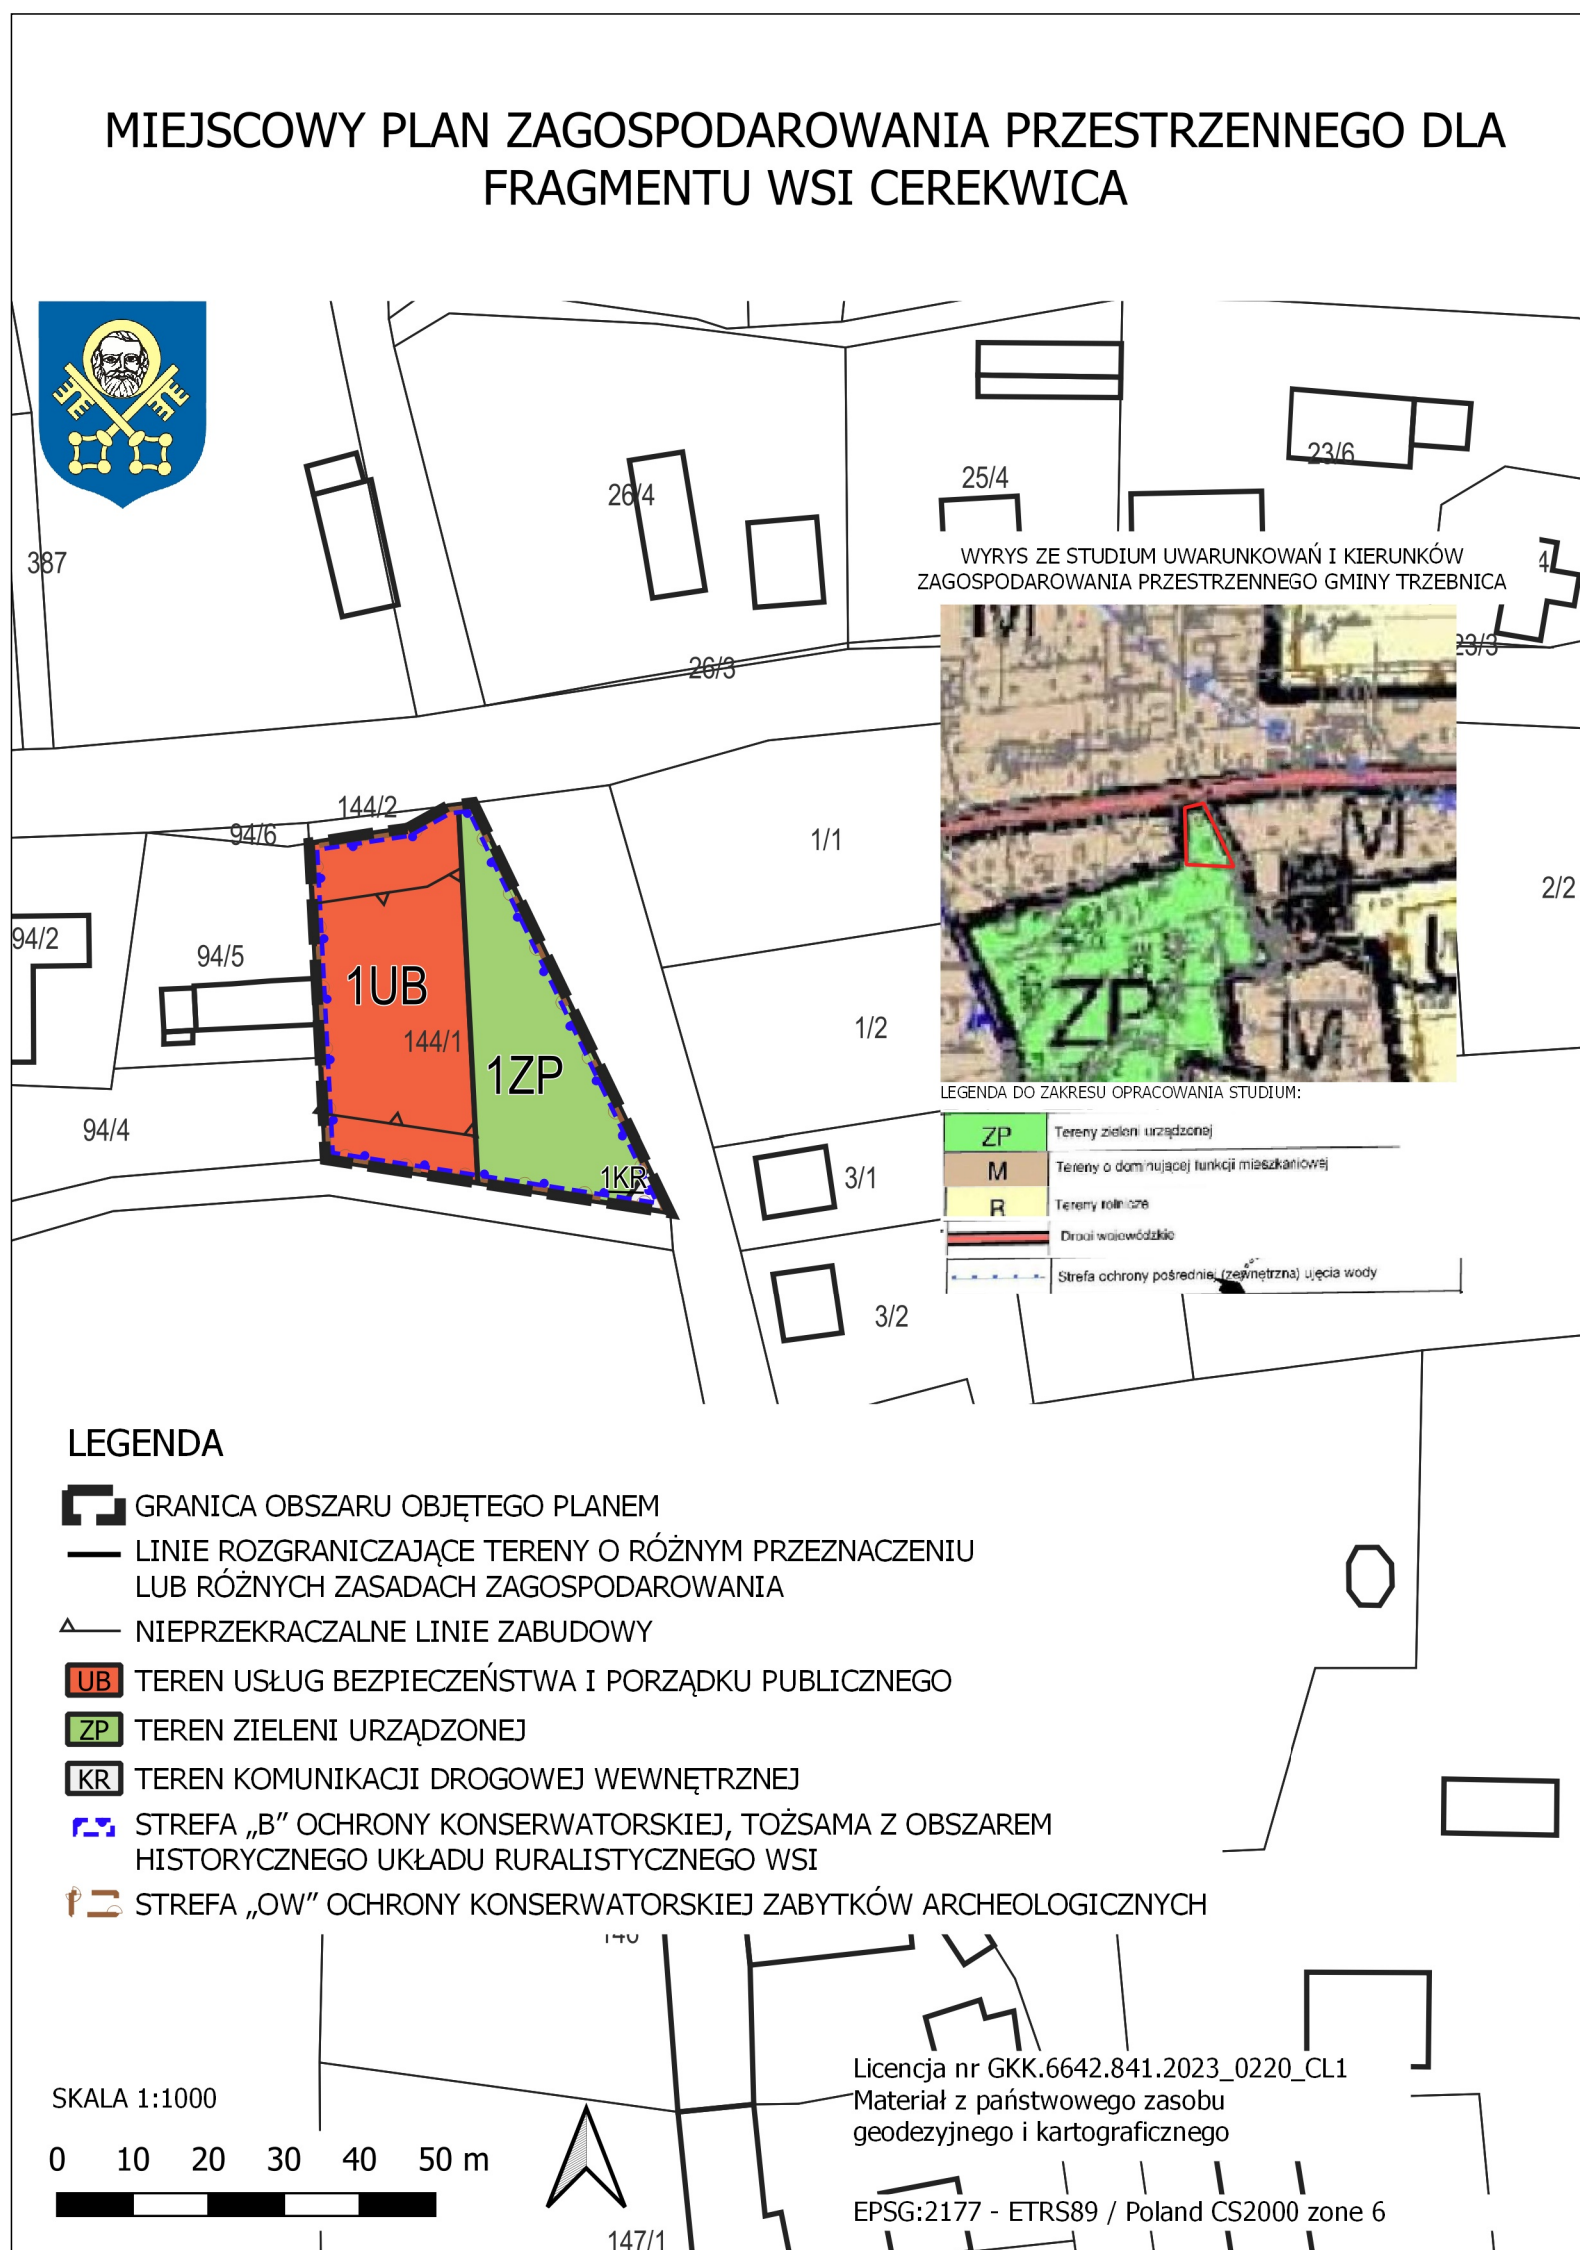 MIEJSCOWY PLAN ZAGOSPODAROWANIA PRZESTRZENNEGO DLA
FRAGMENTU WSI CEREKWICA
387
26/4
25/4
23/6
26/3
23/3
4
WYRYS ZE STUDIUM UWARUNKOWAŃ I KIERUNKÓW
ZAGOSPODAROWANIA PRZESTRZENNEGO GMINY TRZEBNICA
M
M
ZP
M
144/2
94/6
1/1
2/2
94/2
94/5
1UB
144/1
1ZP
1/2
94/4
1KR
3/1
3/2
LEGENDA DO ZAKRESU OPRACOWANIA STUDIUM:
ZP Tereny zieleni urządzonej
M Tereny o dominującej funkcji mieszkaniowej
R Tereny rolnicze
Drogi wojewódzkie
Strefa ochrony pośredniej (zewnętrzna) ujęcia wody
LEGENDA
GRANICA OBSZARU OBJĘTEGO PLANEM
LINIE ROZGRANICZAJĄCE TERENY O RÓŻNYM PRZEZNACZENIU
LUB RÓŻNYCH ZASADACH ZAGOSPODAROWANIA
NIEPRZEKRACZALNE LINIE ZABUDOWY
UB TEREN USŁUG BEZPIECZEŃSTWA I PORZĄDKU PUBLICZNEGO
ZP TEREN ZIELENI URZĄDZONEJ
KR TEREN KOMUNIKACJI DROGOWEJ WEWNĘTRZNEJ
STREFA „B” OCHRONY KONSERWATORSKIEJ, TOŻSAMA Z OBSZAREM
HISTORYCZNEGO UKŁADU RURALISTYCZNEGO WSI
STREFA „OW” OCHRONY KONSERWATORSKIEJ ZABYTKÓW ARCHEOLOGICZNYCH
SKALA 1:1000
0 10 20 30 40 50 m
147/1
Licencja nr GKK.6642.841.2023_0220_CL1
Materiał z państwowego zasobu
geodezyjnego i kartograficznego
EPSG:2177 - ETRS89 / Poland CS2000 zone 6